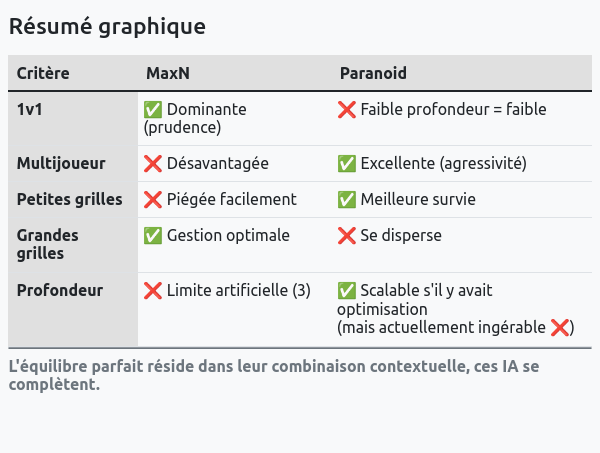 Résumé graphique
Critère MaxN Paranoid
1v1 ✅ Dominante (prudence) ❌ Faible profondeur = faible
Multijoueur ❌ Désavantagée ✅ Excellente (agressivité)
Petites grilles ❌ Piégée facilement ✅ Meilleure survie
Grandes grilles ✅ Gestion optimale ❌ Se disperse
Profondeur ❌ Limite artificielle (3) ✅ Scalable s'il y avait optimisation (mais actuellement ingérable ❌)
L'équilibre parfait réside dans leur combinaison contextuelle, ces IA se
complètent.